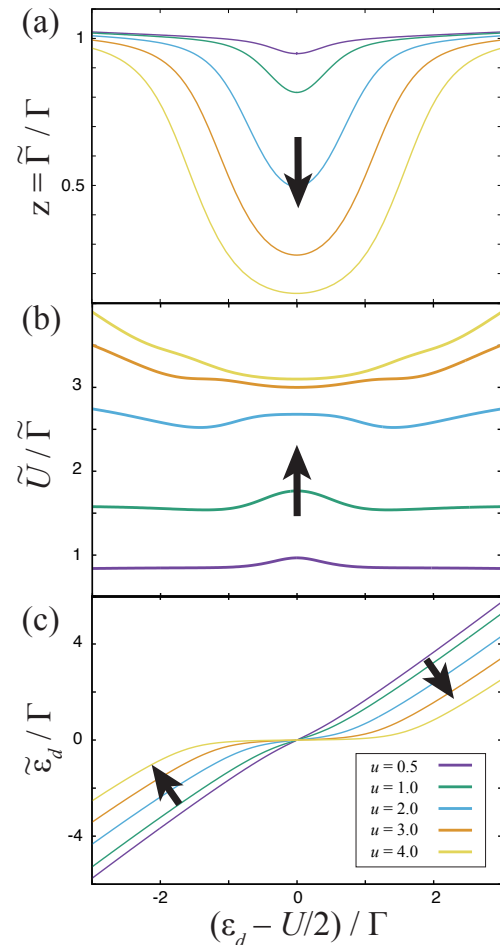 (a)
1
0.5
z = Γ̃ / Γ
(b)
3
2
1
Ũ / Γ̃
(c)
4
0
-4
ε̃_d / Γ
u = 0.5
u = 1.0
u = 2.0
u = 3.0
u = 4.0
-2 0 2
(ε_d − U/2) / Γ